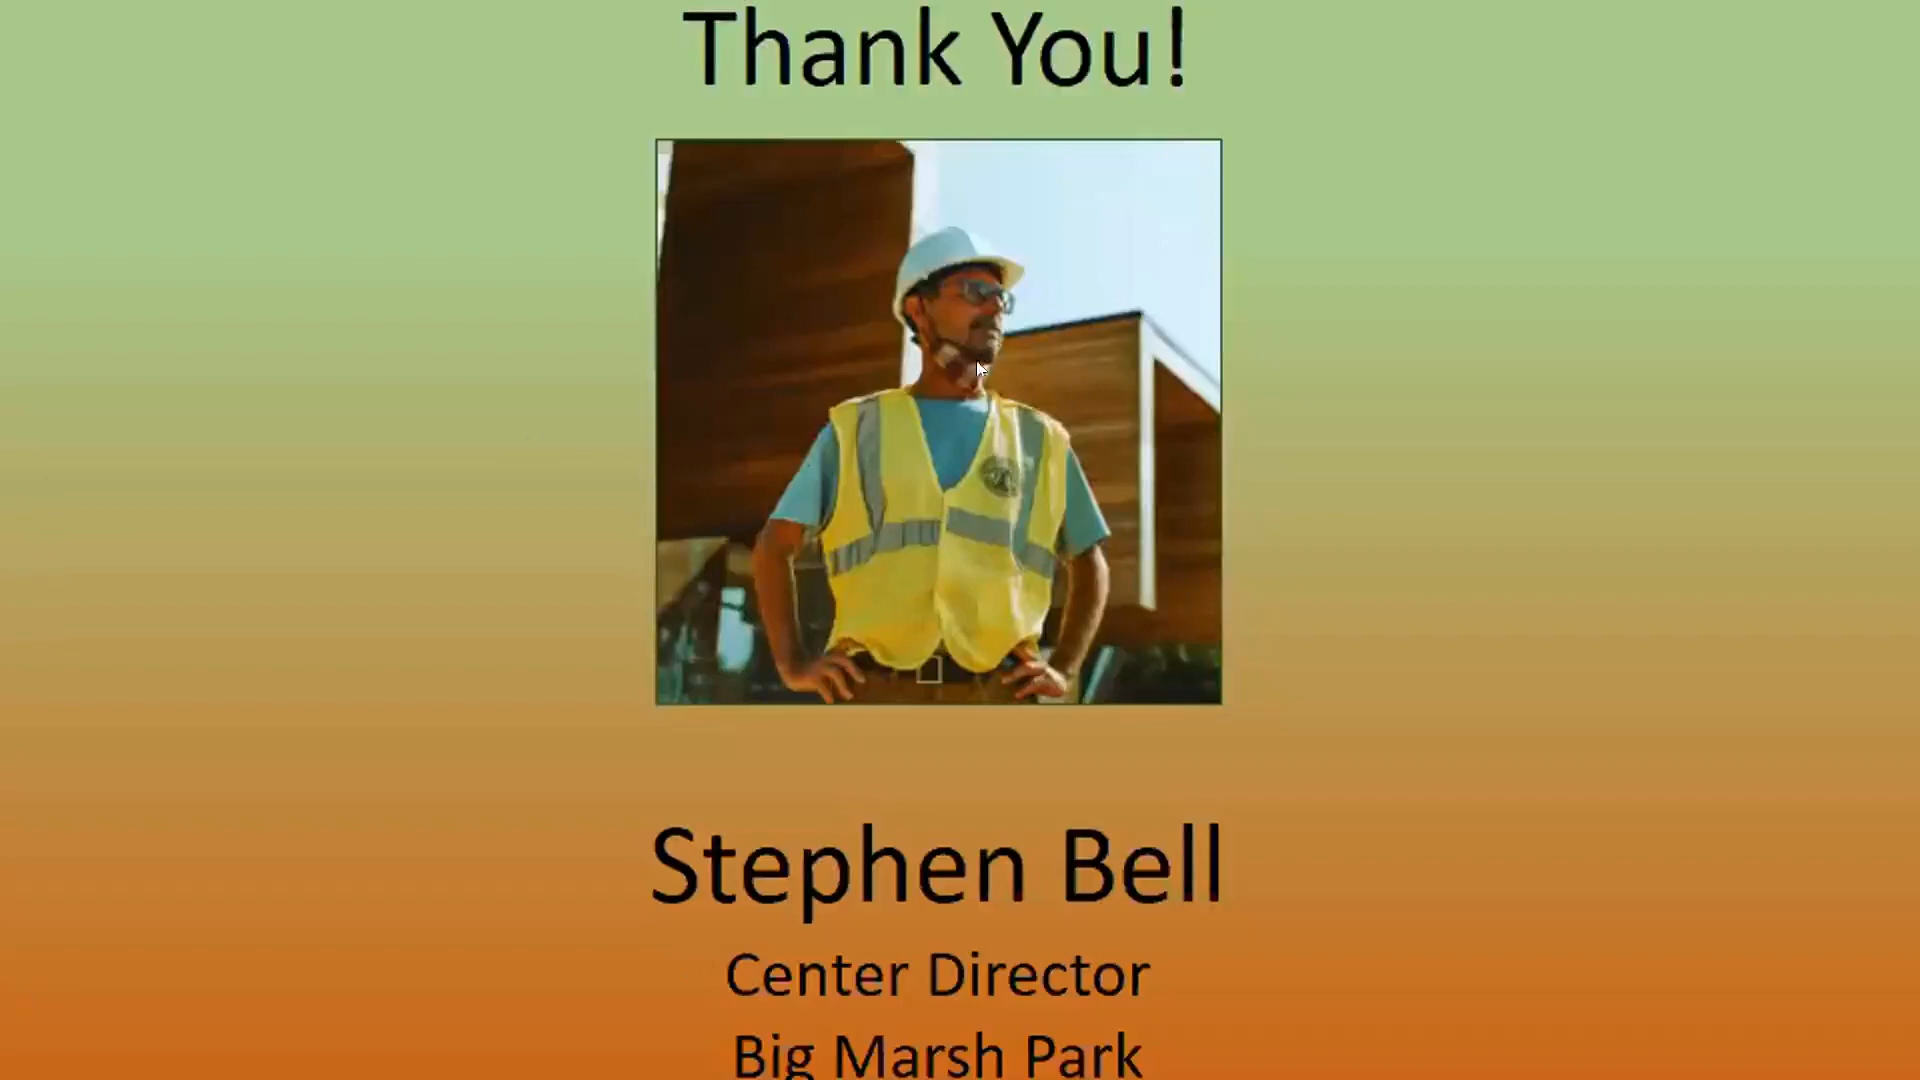 Thank You!
Stephen Bell
Center Director
Big Marsh Park